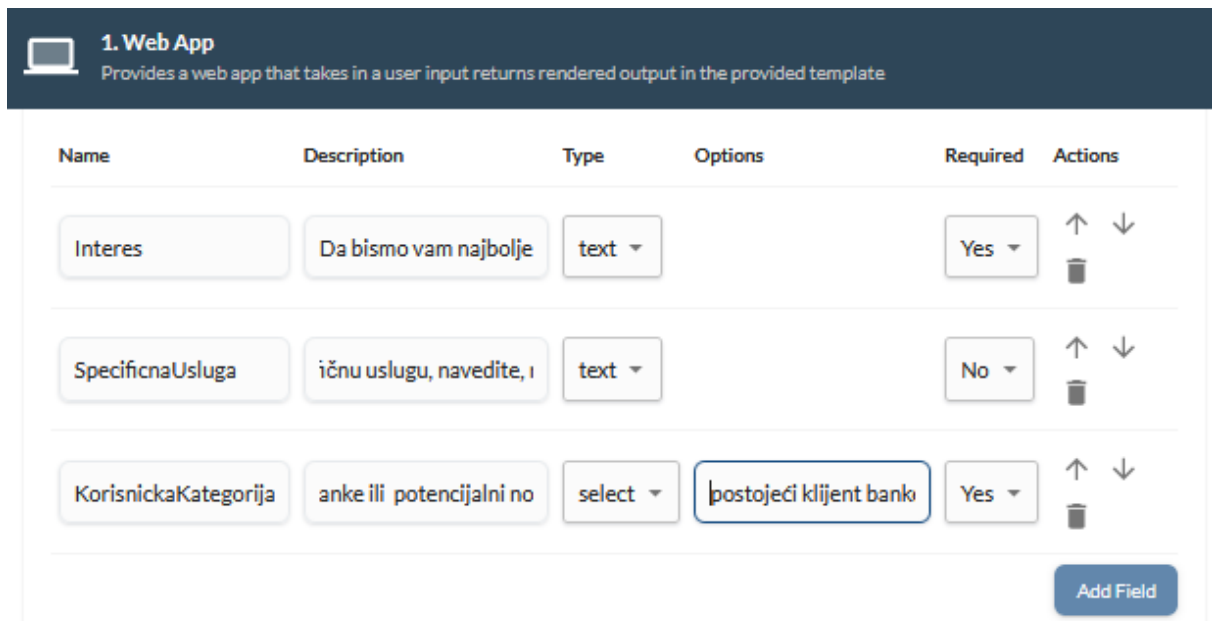 1. Web App
Provides a web app that takes in a user input returns rendered output in the provided template
Name Description Type Options Required Actions
Interes Da bismo vam najbolje text Yes
SpecificnaUsluga ičnu uslugu, navedite, text No
KorisnickaKategorija anke ili potencijalni no select postojeći klijent bank Yes
Add Field